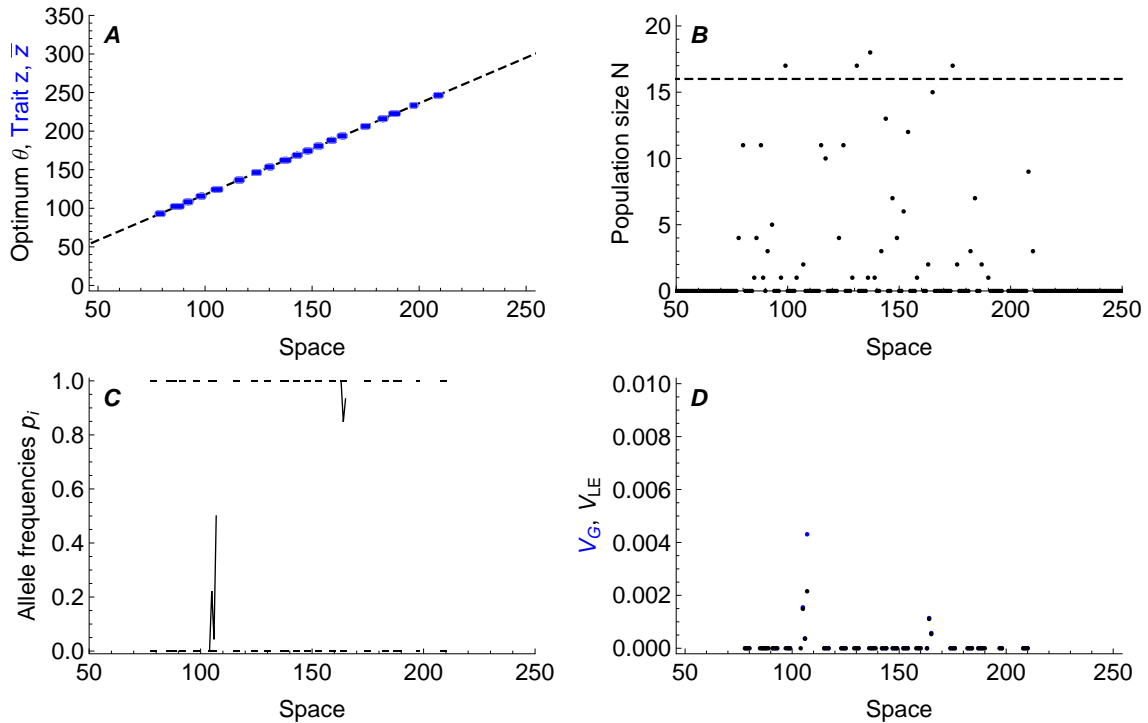 A
Optimum θ, Trait z, z̅
350
300
250
200
150
100
50
0
50 100 150 200 250
Space
B
Population size N
20
15
10
5
0
50 100 150 200 250
Space
C
Allele frequencies pᵢ
1.0
0.8
0.6
0.4
0.2
0.0
50 100 150 200 250
Space
D
V_G, V_LE
0.010
0.008
0.006
0.004
0.002
0.000
50 100 150 200 250
Space